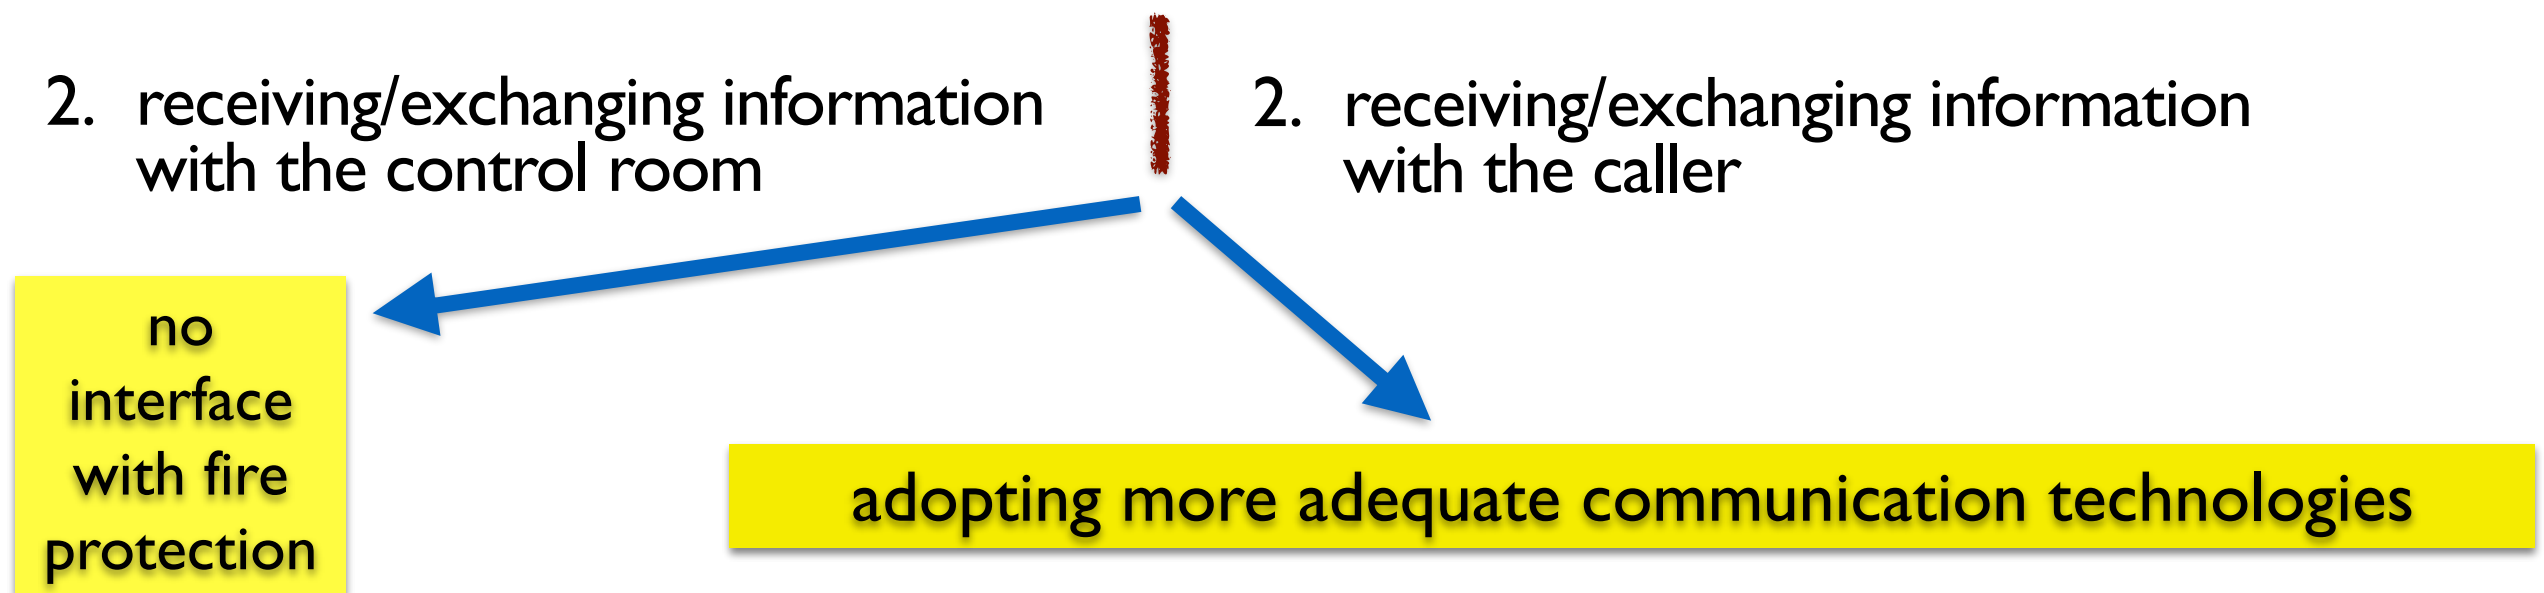 2. receiving/exchanging information
with the control room
2. receiving/exchanging information
with the caller
no
interface
with fire
protection
adopting more adequate communication technologies